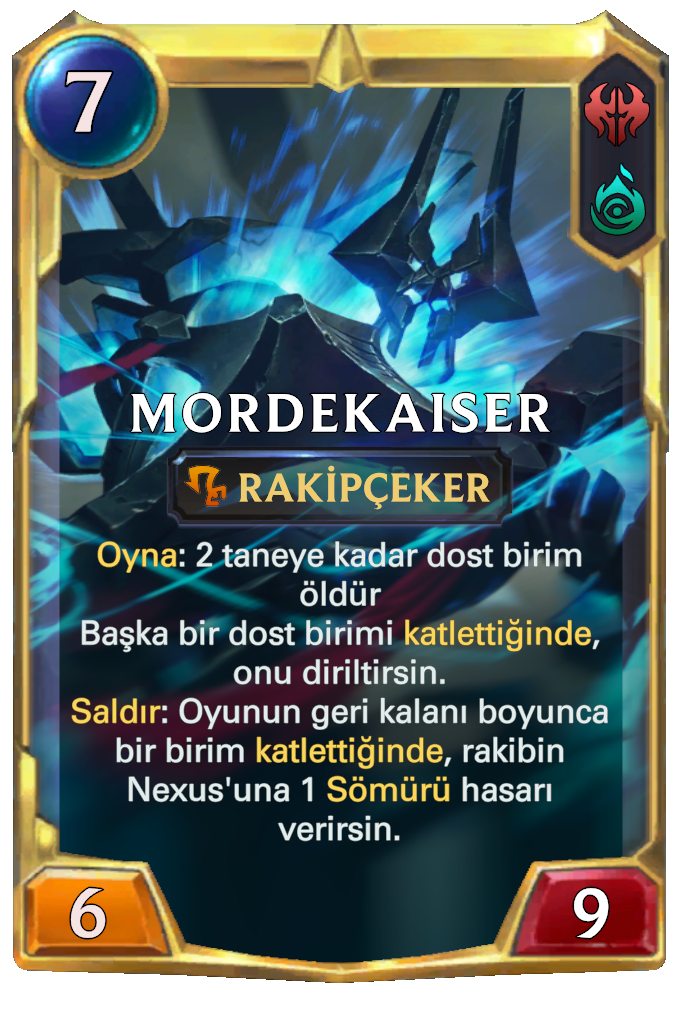 7
MORDEKAISER
RAKİPÇEKER
Oyna: 2 taneye kadar dost birim
öldür
Başka bir dost birimi katlettiğinde,
onu diriltirsin.
Saldır: Oyunun geri kalanı boyunca
bir birim katlettiğinde, rakibin
Nexus'una 1 Sömürü hasarı
verirsin.
6
9